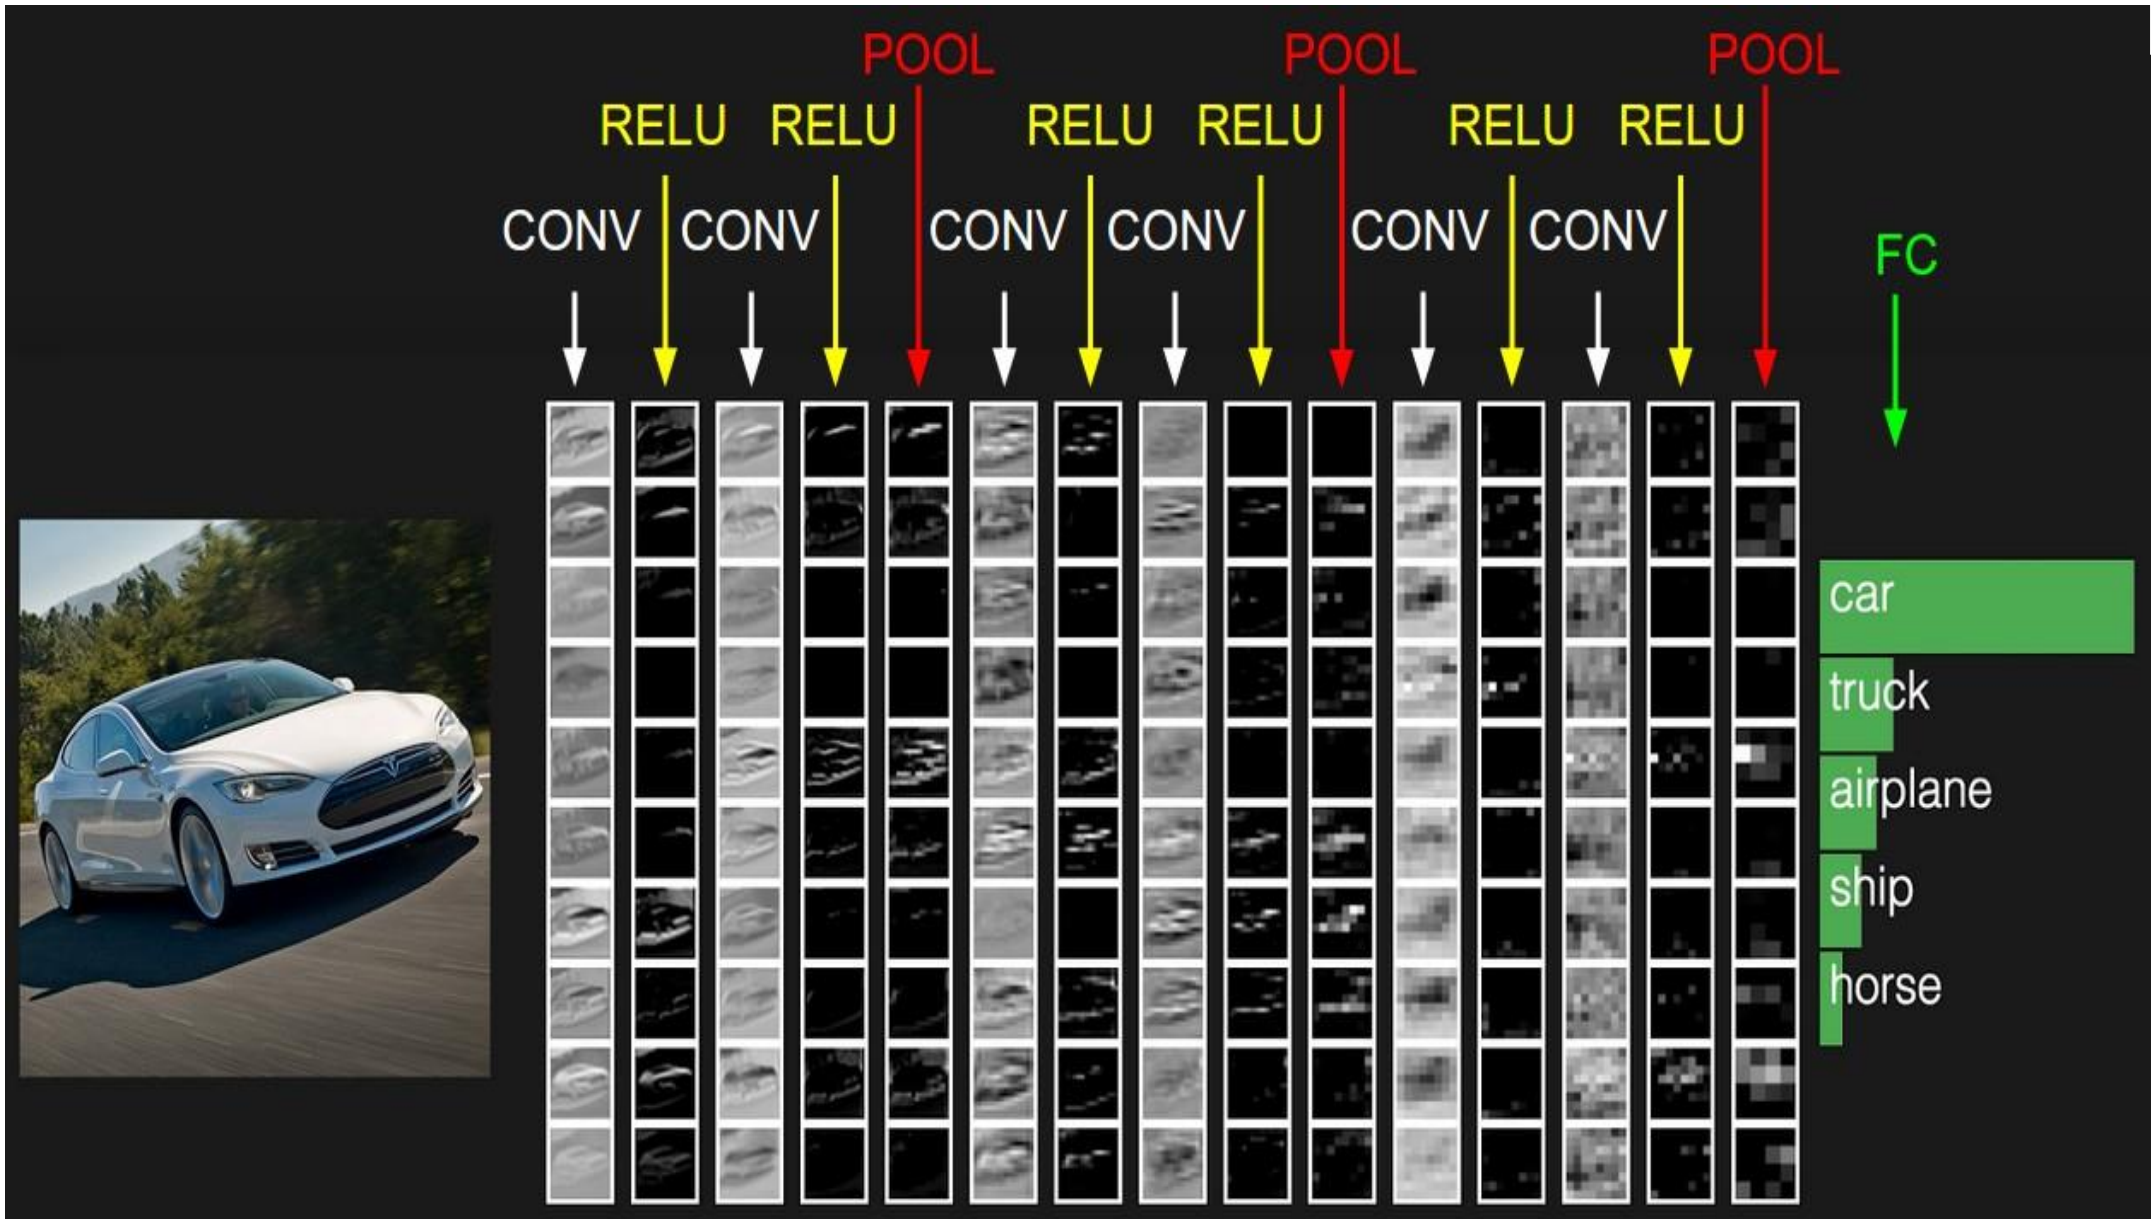 POOL POOL POOL
RELU RELU RELU RELU RELU RELU
CONV CONV CONV CONV CONV CONV
FC
car
truck
airplane
ship
horse